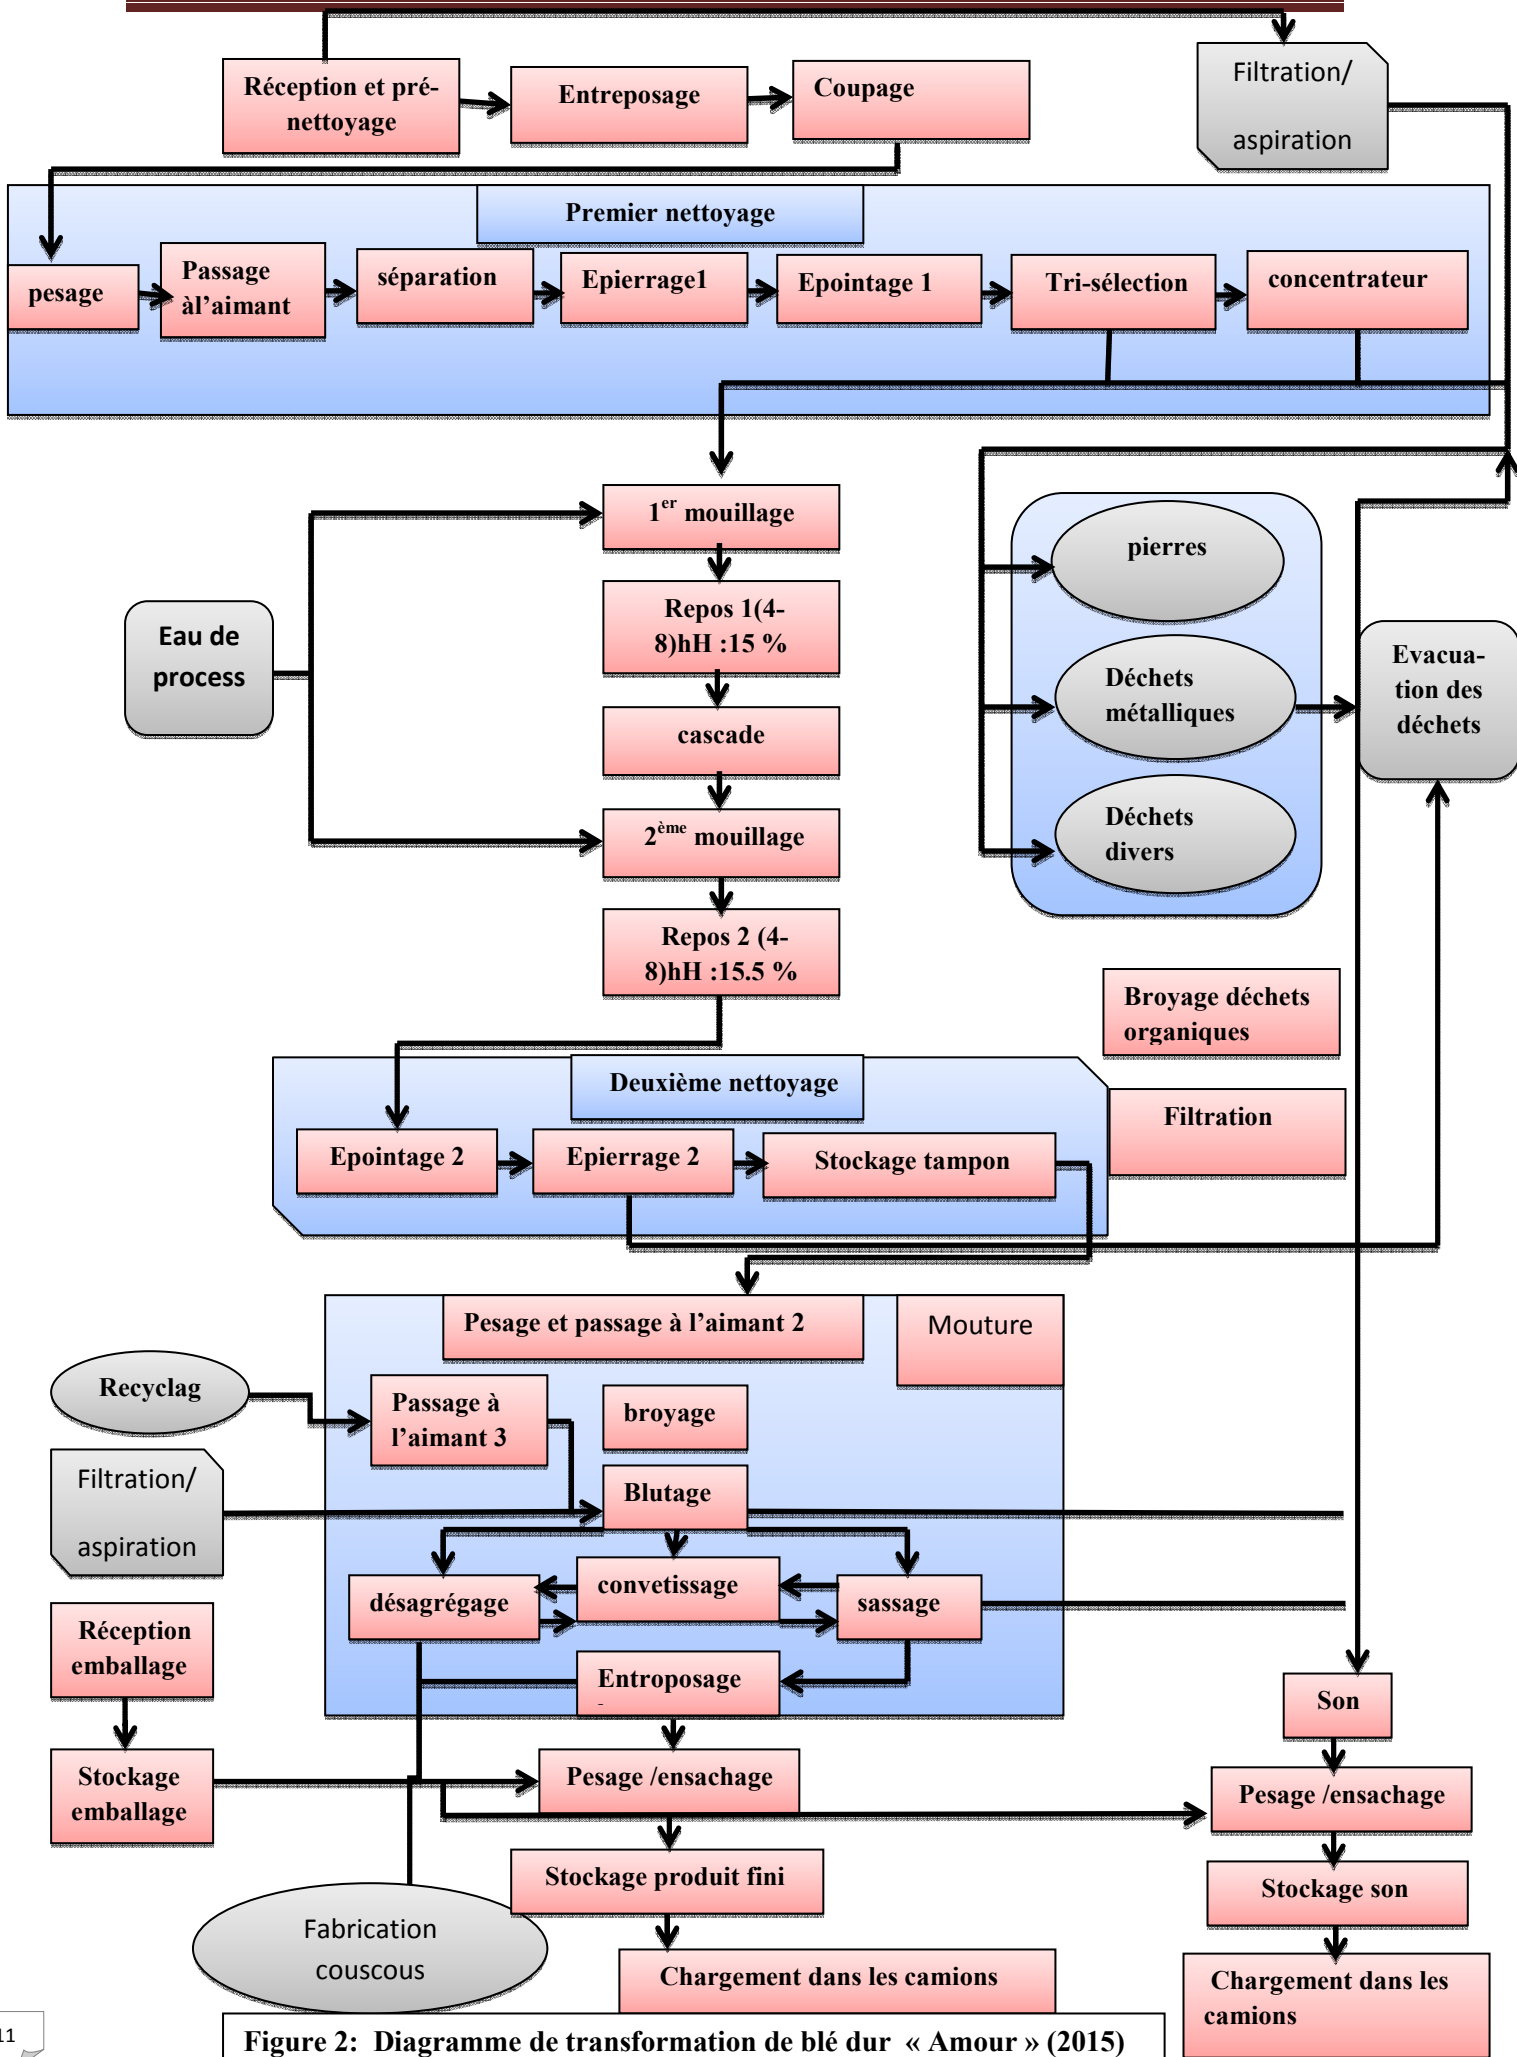 Réception et pré-
nettoyage
Entreposage
Coupage
Filtration/
aspiration
Premier nettoyage
pesage
Passage
àl’aimant
séparation
Epierrage1
Epointage 1
Tri-sélection
concentrateur
1er mouillage
Repos 1(4-
8)hH :15 %
cascade
2ème mouillage
Repos 2 (4-
8)hH :15.5 %
Eau de
process
pierres
Déchets
métalliques
Déchets
divers
Evacua-
tion des
déchets
Broyage déchets
organiques
Filtration
Deuxième nettoyage
Epointage 2
Epierrage 2
Stockage tampon
Pesage et passage à l’aimant 2
Mouture
Recyclag
Passage à
l’aimant 3
broyage
Filtration/
aspiration
Blutage
désagrégage
convetissage
sassage
Entroposage
Réception
emballage
Stockage
emballage
Pesage /ensachage
Stockage produit fini
Chargement dans les camions
Fabrication
couscous
Son
Pesage /ensachage
Stockage son
Chargement dans les
camions
11
Figure 2: Diagramme de transformation de blé dur « Amour » (2015)